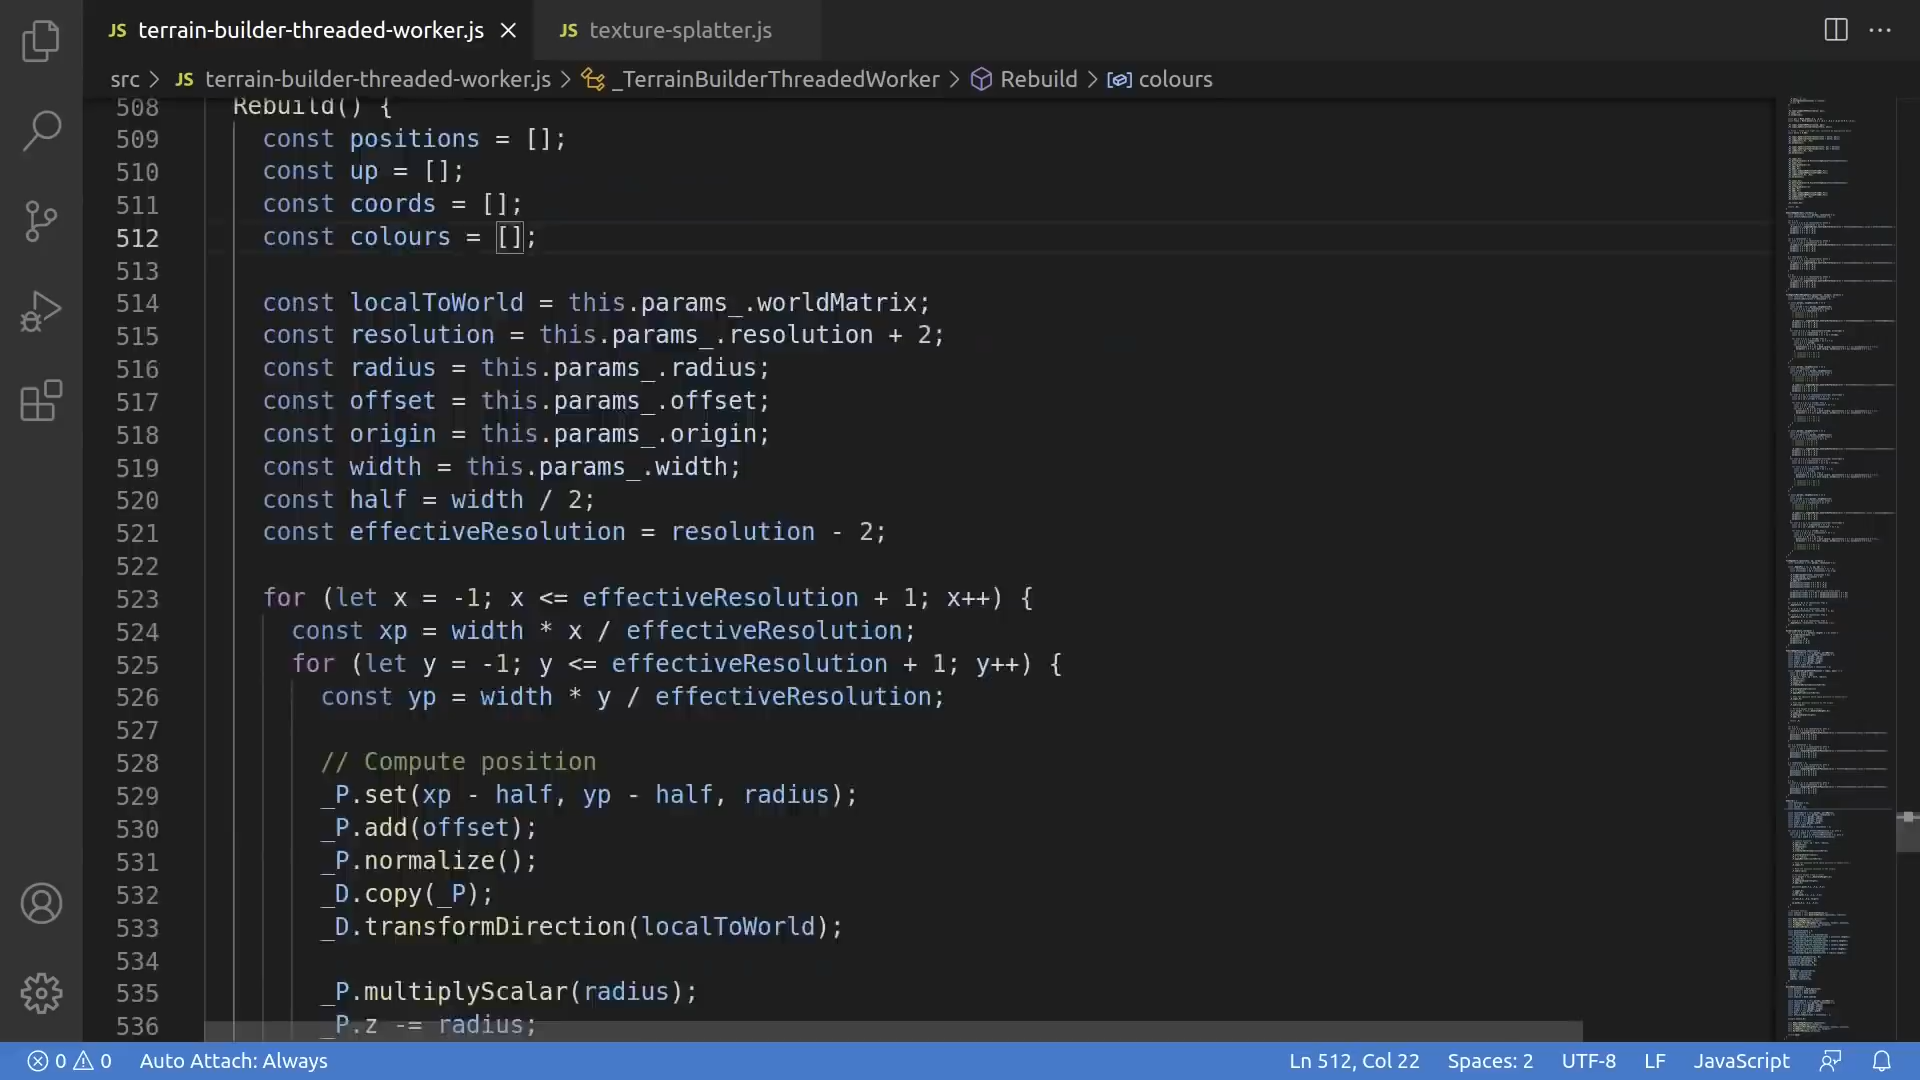 JS terrain-builder-threaded-worker.js
JS texture-splatter.js
src > JS terrain-builder-threaded-worker.js > _TerrainBuilderThreadedWorker > Rebuild > colours
508 Rebuild() {
509 const positions = [];
510 const up = [];
511 const coords = [];
512 const colours = [];
513
514 const localToWorld = this.params_.worldMatrix;
515 const resolution = this.params_.resolution + 2;
516 const radius = this.params_.radius;
517 const offset = this.params_.offset;
518 const origin = this.params_.origin;
519 const width = this.params_.width;
520 const half = width / 2;
521 const effectiveResolution = resolution - 2;
522
523 for (let x = -1; x <= effectiveResolution + 1; x++) {
524 const xp = width * x / effectiveResolution;
525 for (let y = -1; y <= effectiveResolution + 1; y++) {
526 const yp = width * y / effectiveResolution;
527
528 // Compute position
529 _P.set(xp - half, yp - half, radius);
530 _P.add(offset);
531 _P.normalize();
532 _D.copy(_P);
533 _D.transformDirection(localToWorld);
534
535 _P.multiplyScalar(radius);
536 _P.z -= radius;
0 0 Auto Attach: Always Ln 512, Col 22 Spaces: 2 UTF-8 LF JavaScript